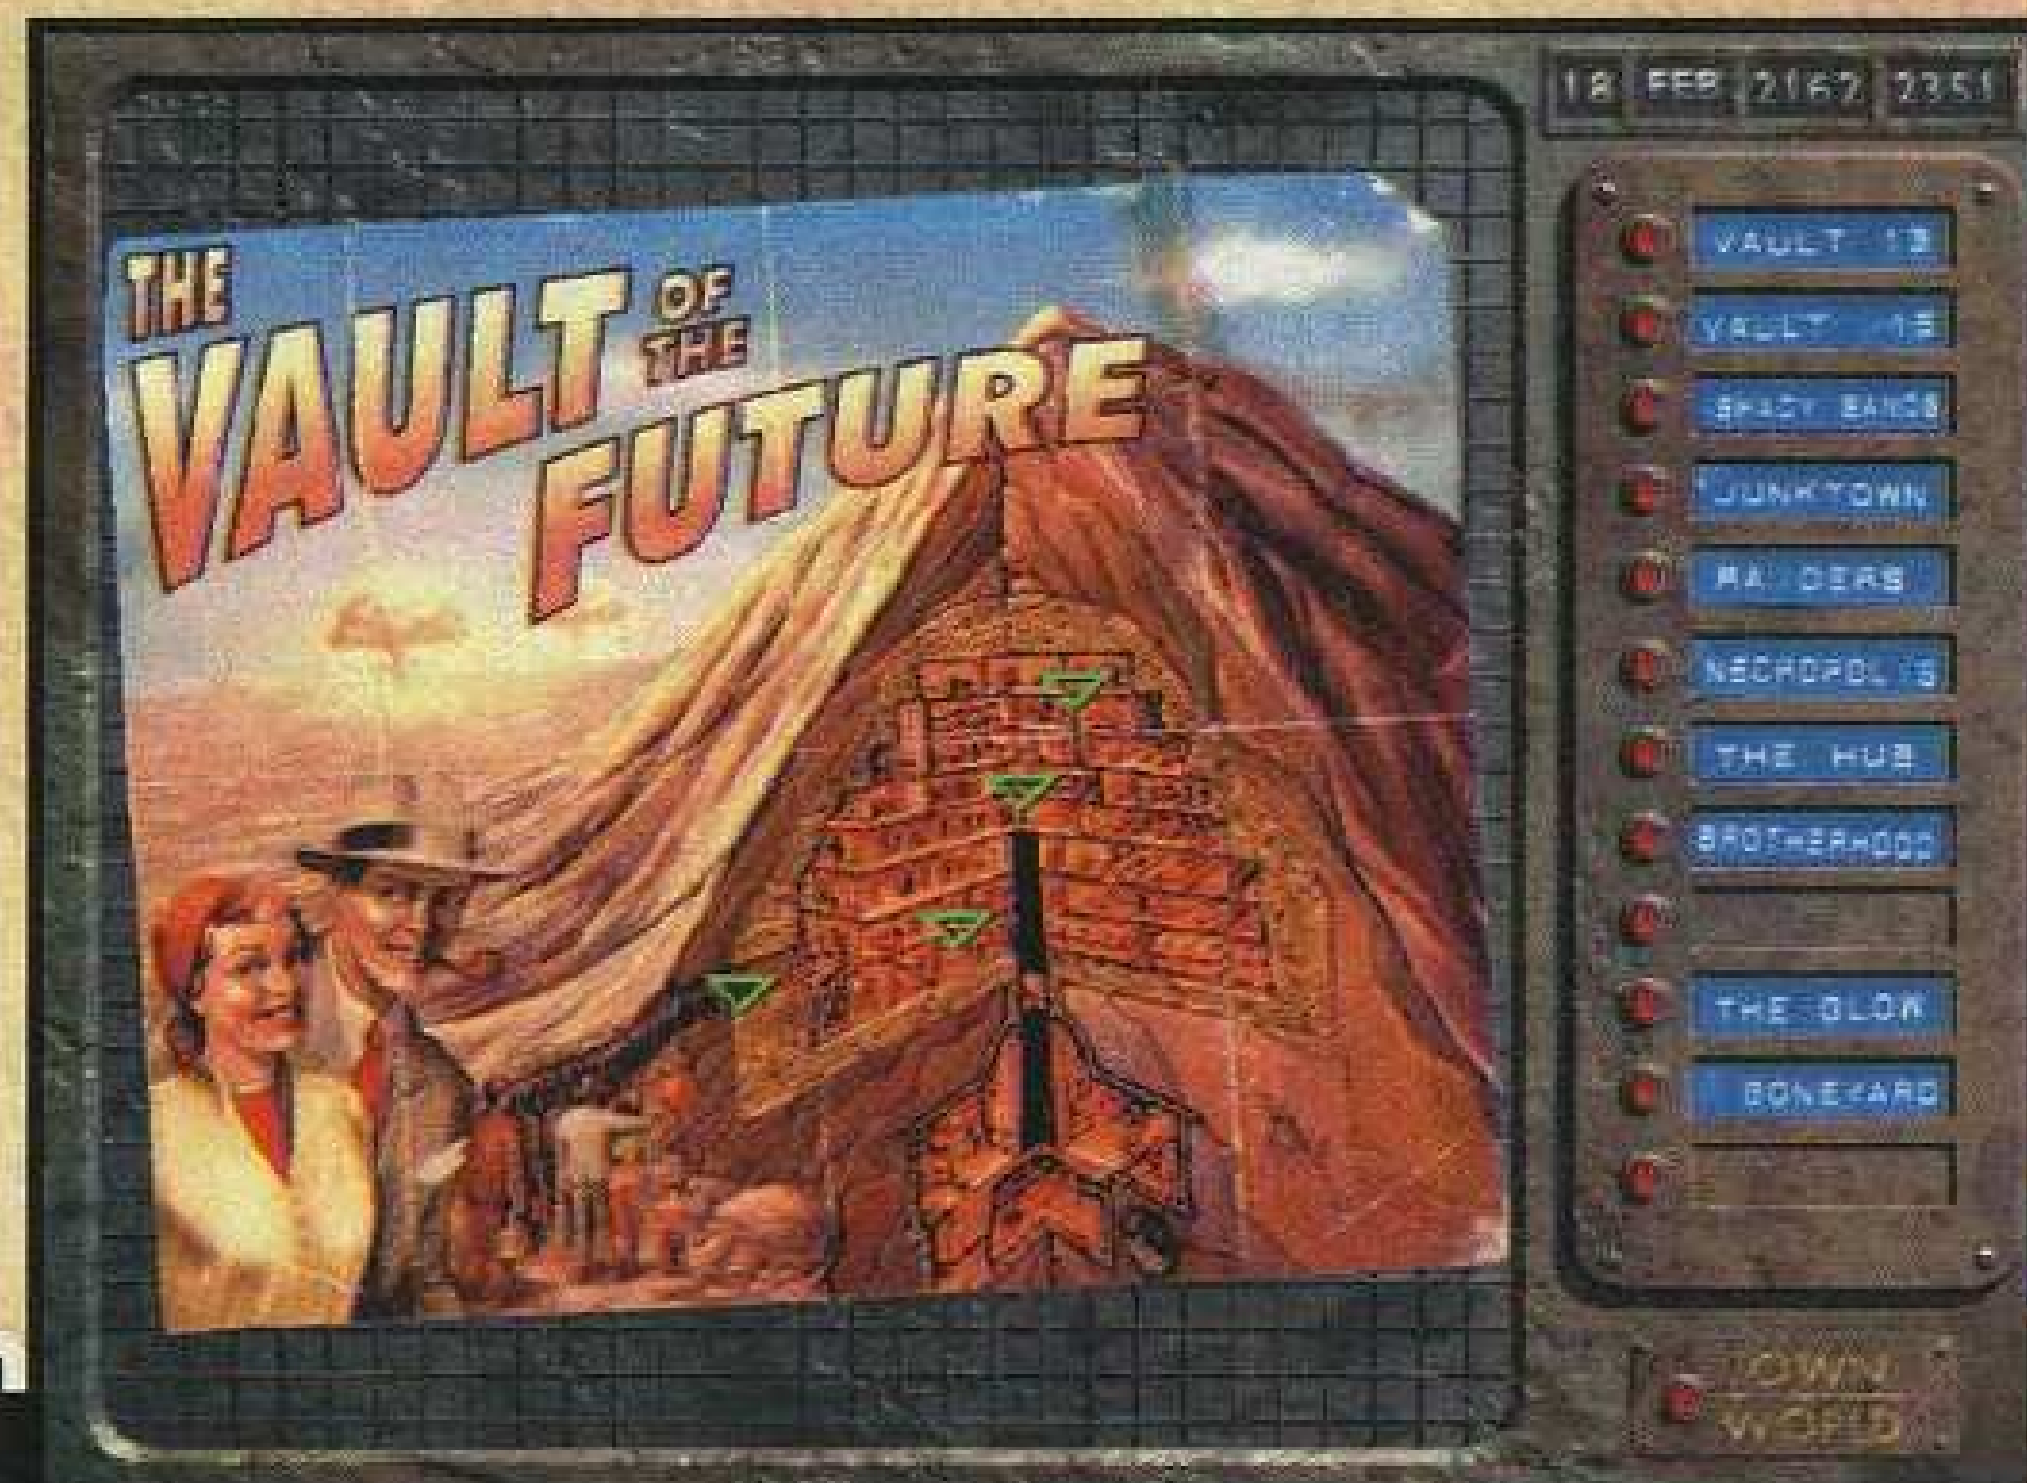 THE
VAULT OF
THE
FUTURE
18 FEB 2162 2351
VAULT 13
VAULT 15
SHADY SANDS
JUNKTOWN
RAIDERS
NECROPOLIS
THE HUB
BROTHERHOOD
THE GLOW
BONEYARD
TOWN
WORLD